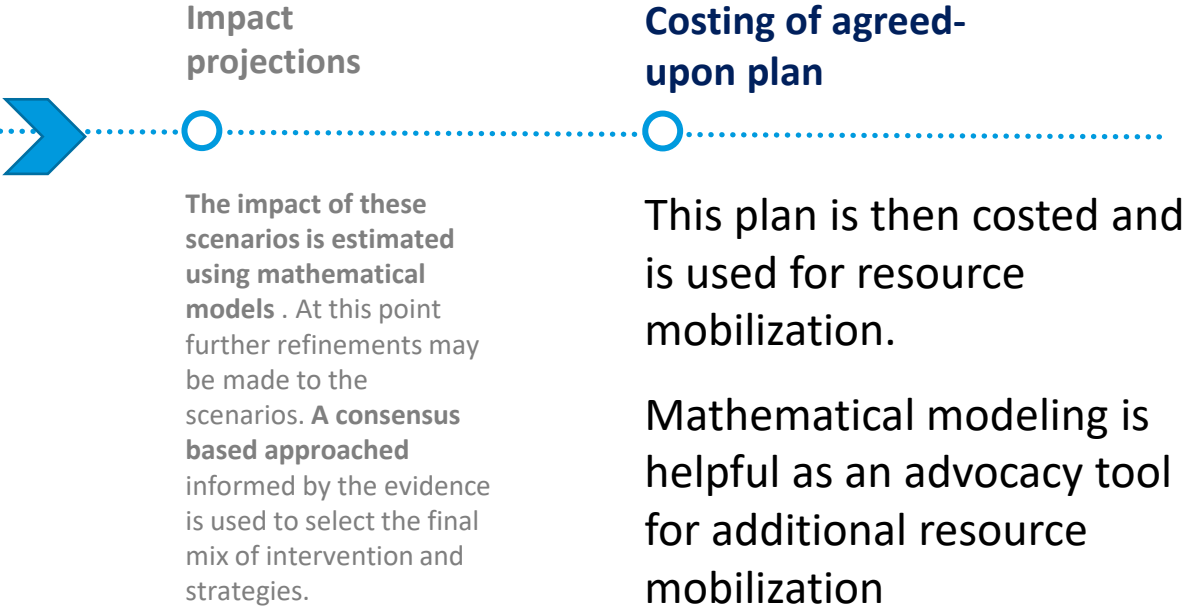 Impact
projections
The impact of these
scenarios is estimated
using mathematical
models . At this point
further refinements may
be made to the
scenarios. A consensus
based approached
informed by the evidence
is used to select the final
mix of intervention and
strategies.
Costing of agreed-
upon plan
This plan is then costed and
is used for resource
mobilization.
Mathematical modeling is
helpful as an advocacy tool
for additional resource
mobilization